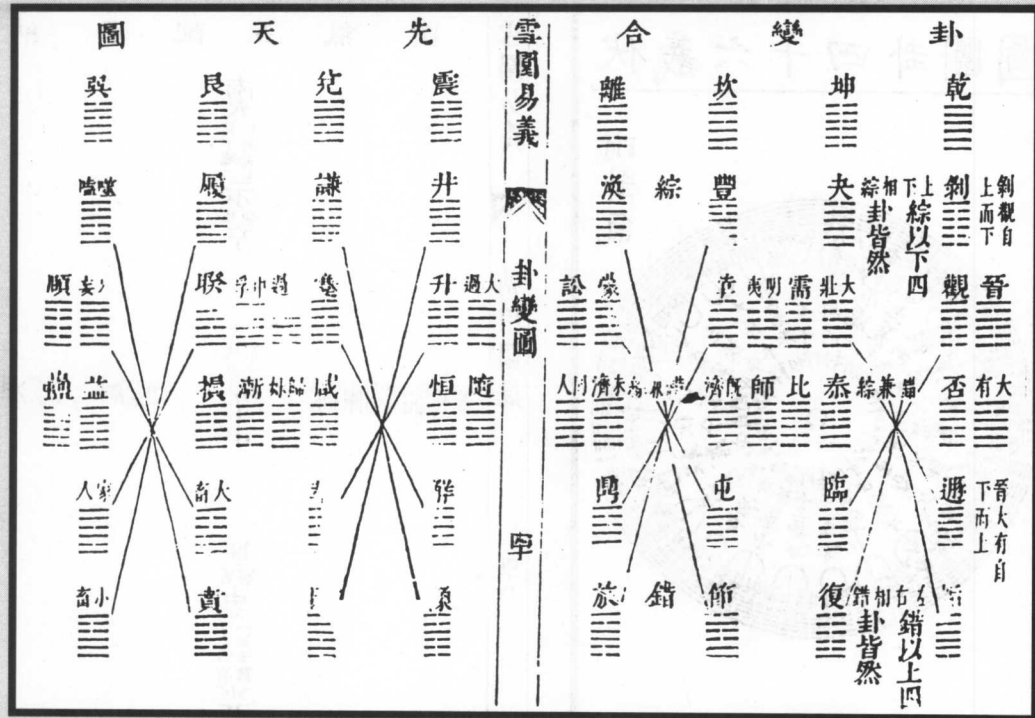 卦變合
乾 坤 坎 離
剝觀自
上而下
剝
上
下
綜以下四
相
綜
卦皆然
夬 豐 綜 渙
晉 觀 大壯 需 明夷 革 蒙 訟
大有 否 錯兼綜 泰 比 師 既濟 未濟 同人
晉大有自
下而上
遯 臨 屯
錯以上四
右
相
錯
卦皆然
復 節 錯 旅
雪園易義
卦變圖
先天圖
震 兌 艮 巽
井 謙 履 噬嗑
大過 升 中孚 睽 頤
隨 恒 咸 歸妹 漸 損 益
大畜 家人
賁 小畜